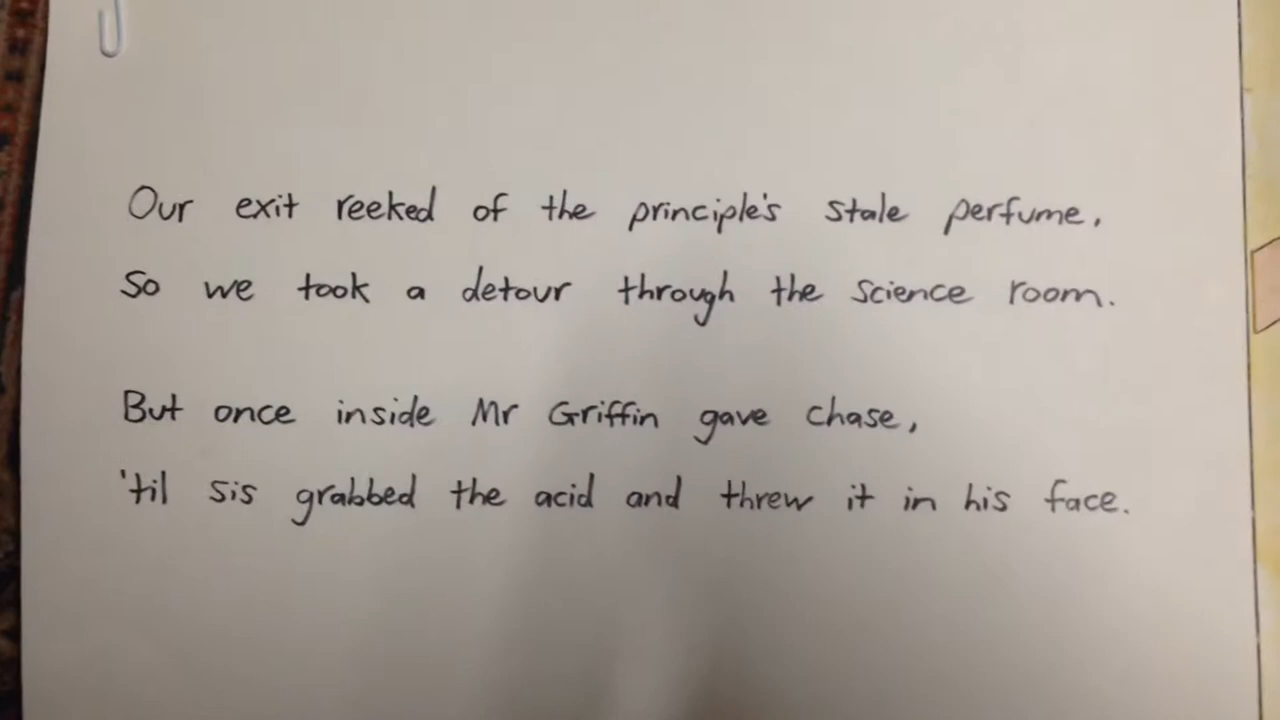 Our exit reeked of the principle's stale perfume,
So we took a detour through the science room.
But once inside Mr Griffin gave chase,
'til sis grabbed the acid and threw it in his face.